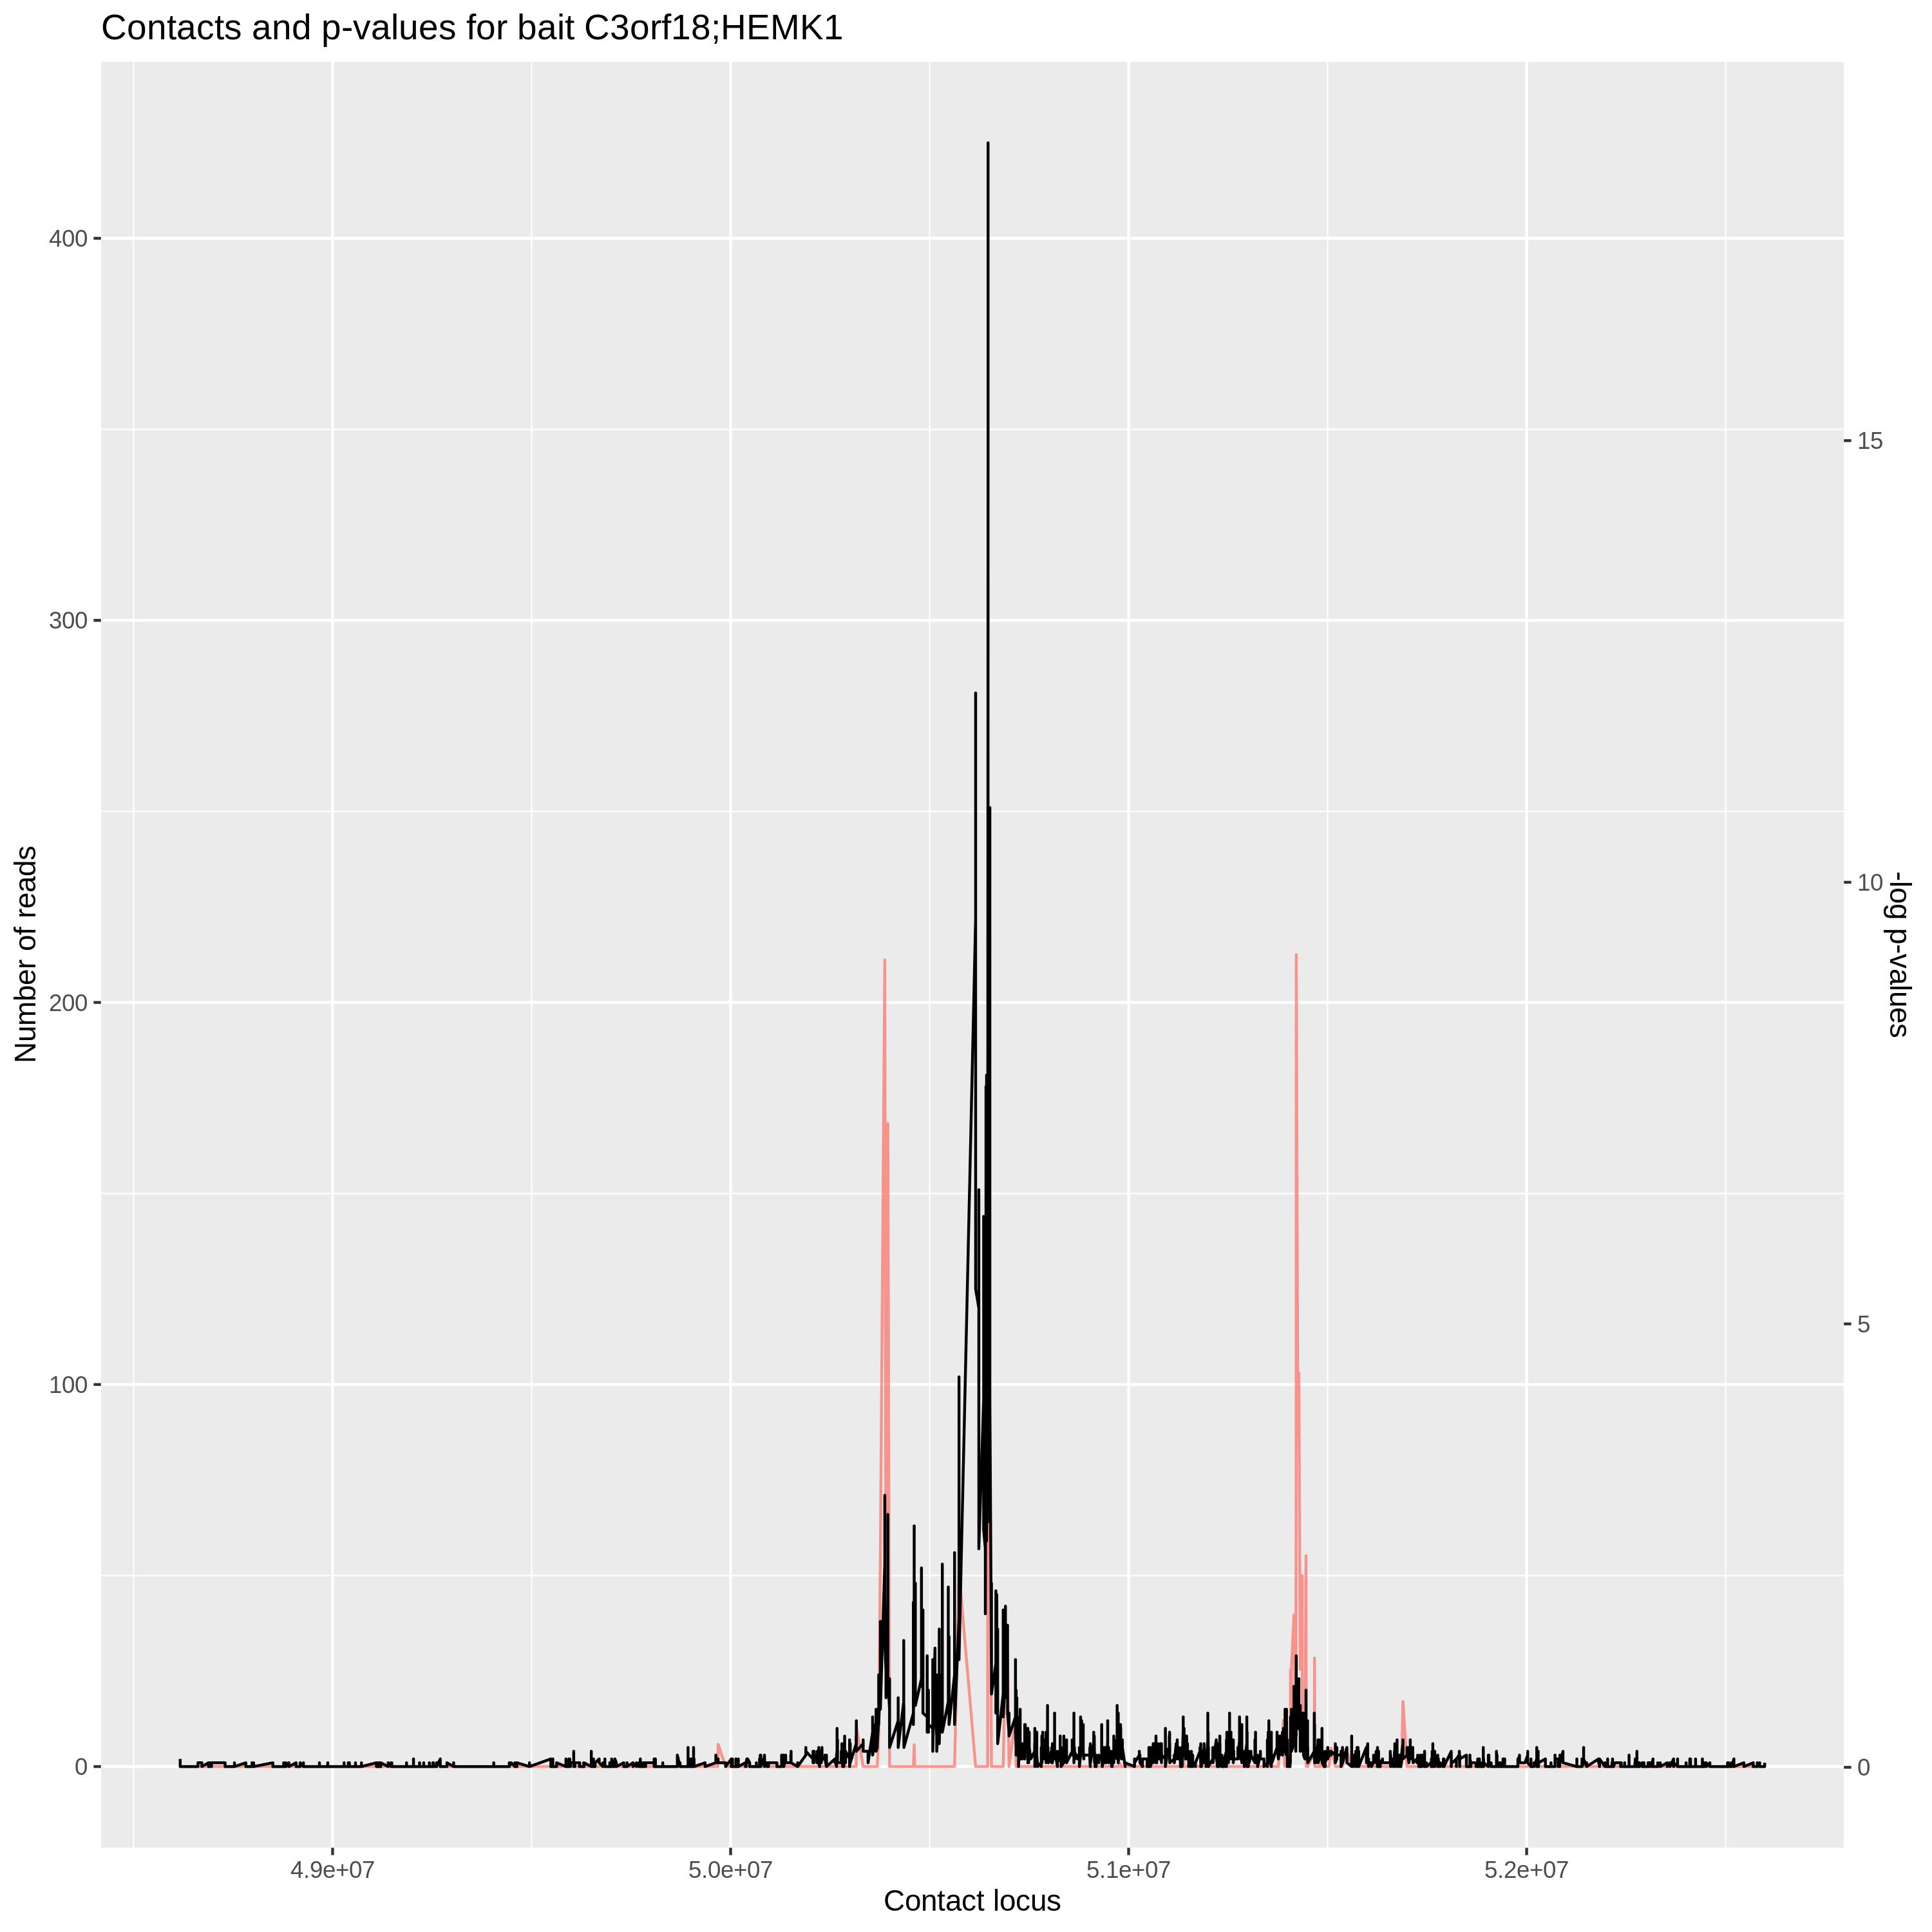 Contacts and p-values for bait C3orf18;HEMK1
400
300
200
100
0
Number of reads
15
10
5
0
-log p-values
4.9e+07
5.0e+07
5.1e+07
5.2e+07
Contact locus